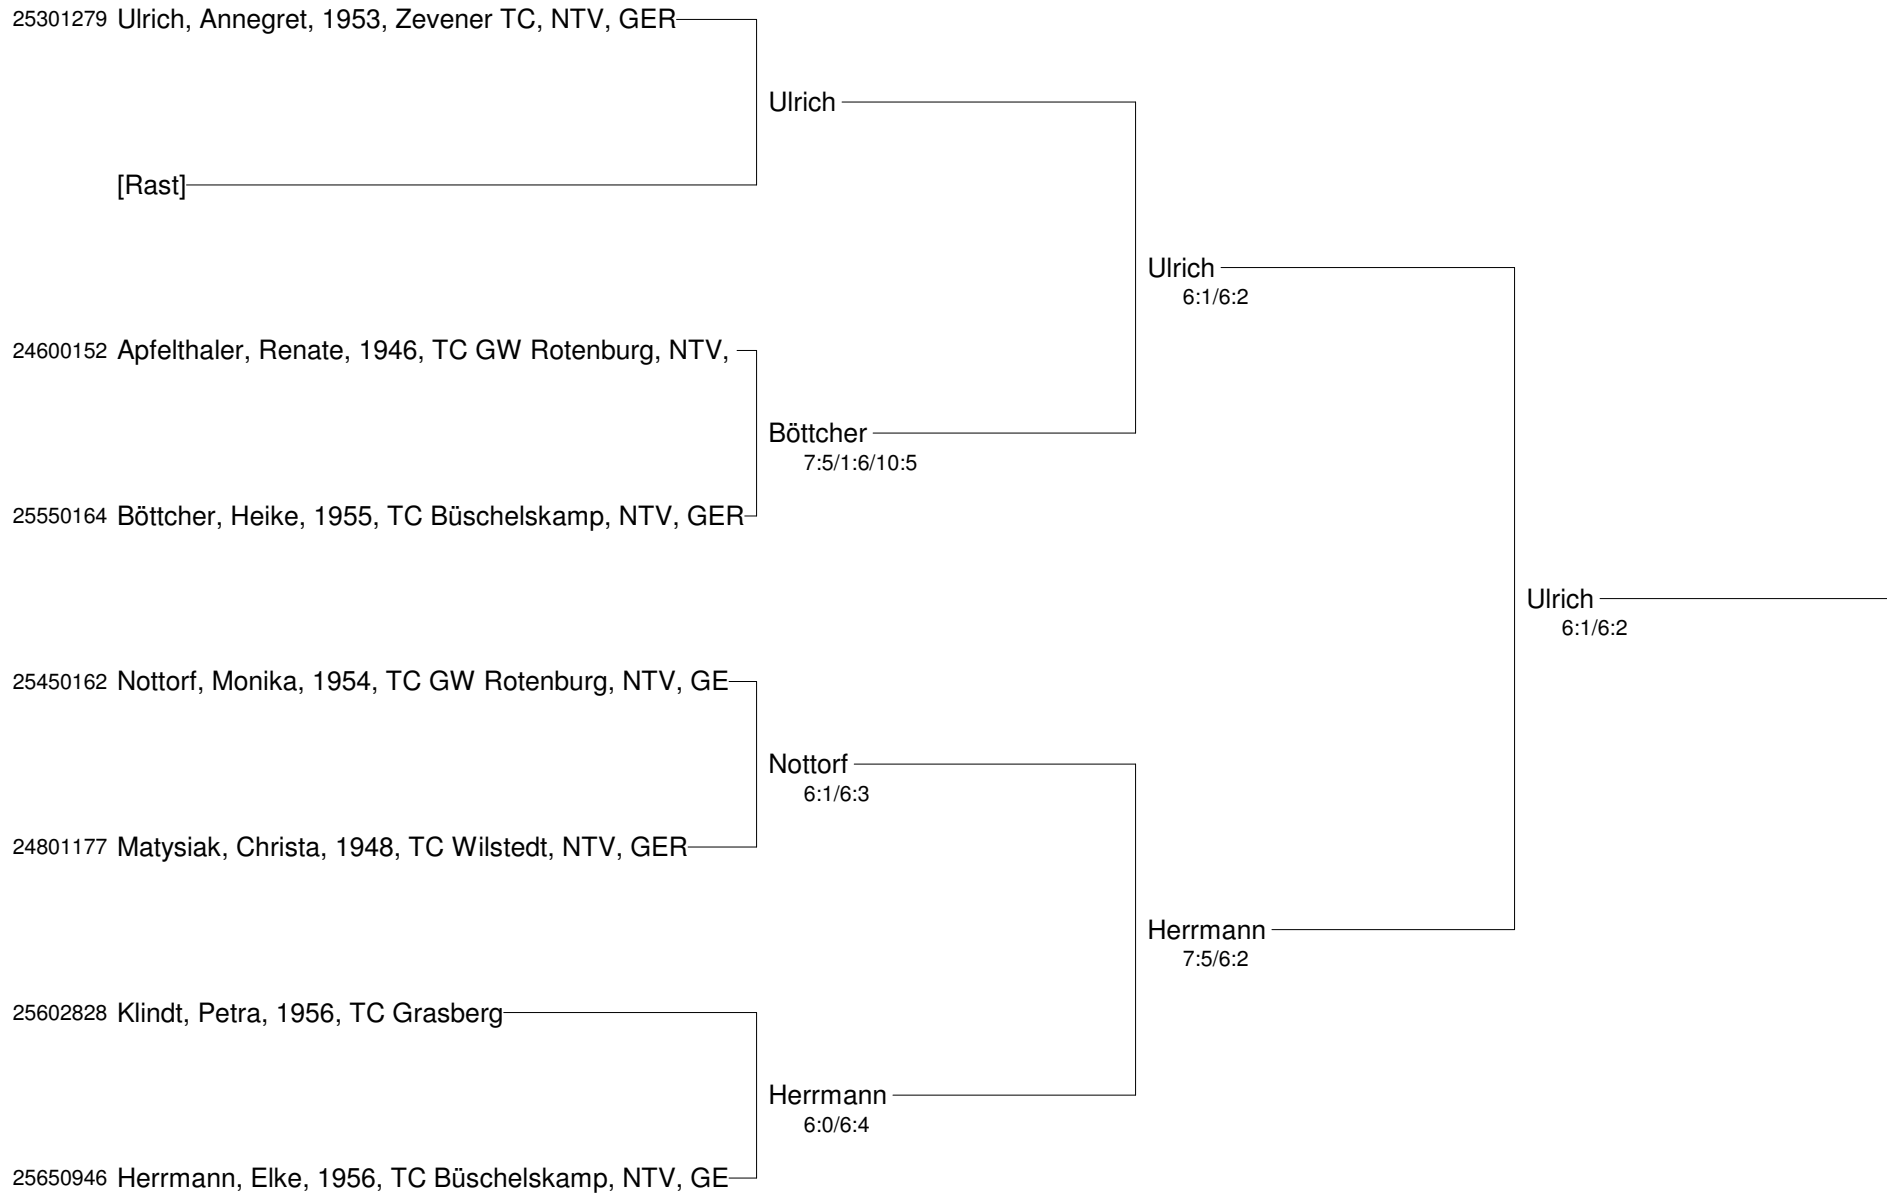 25301279 Ulrich, Annegret, 1953, Zevener TC, NTV, GER
Ulrich
[Rast]
Ulrich
6:1/6:2
24600152 Apfelthaler, Renate, 1946, TC GW Rotenburg, NTV,
Böttcher
7:5/1:6/10:5
25550164 Böttcher, Heike, 1955, TC Büschelskamp, NTV, GER
Ulrich
6:1/6:2
25450162 Nottorf, Monika, 1954, TC GW Rotenburg, NTV, GE
Nottorf
6:1/6:3
24801177 Matysiak, Christa, 1948, TC Wilstedt, NTV, GER
Herrmann
7:5/6:2
25602828 Klindt, Petra, 1956, TC Grasberg
Herrmann
6:0/6:4
25650946 Herrmann, Elke, 1956, TC Büschelskamp, NTV, GE